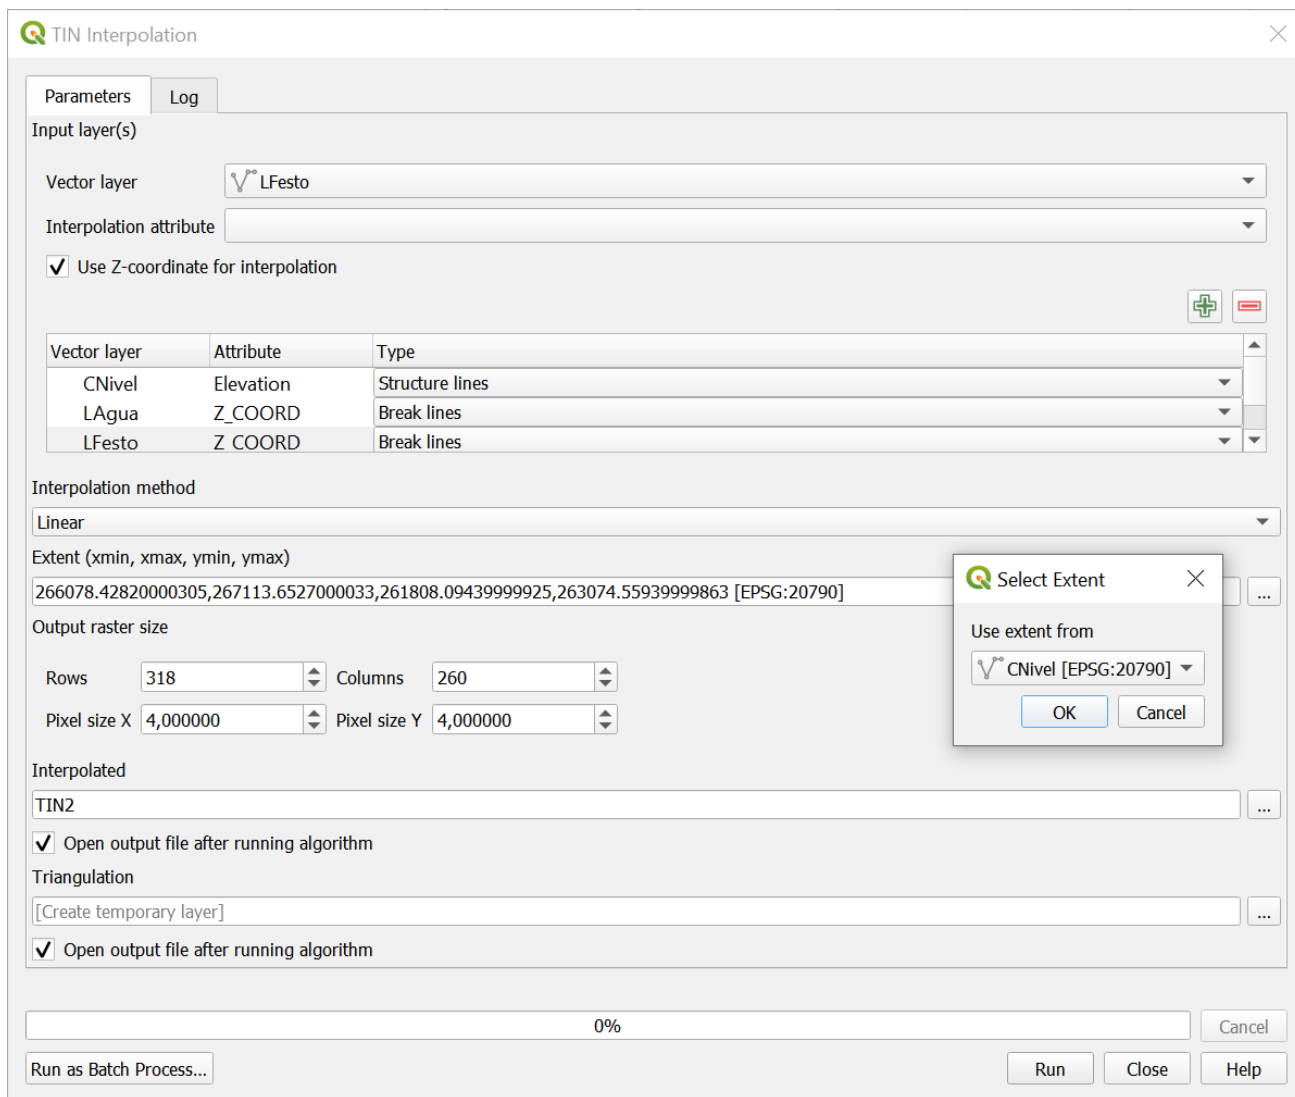 TIN Interpolation
Parameters Log
Input layer(s)
Vector layer LFesto
Interpolation attribute
Use Z-coordinate for interpolation
Vector layer Attribute Type
CNivel Elevation Structure lines
LAgua Z_COORD Break lines
LFesto Z_COORD Break lines
Interpolation method
Linear
Extent (xmin, xmax, ymin, ymax)
266078.42820000305,267113.6527000033,261808.09439999925,263074.55939999863 [EPSG:20790] ...
Select Extent
Use extent from
CNivel [EPSG:20790]
OK Cancel
Output raster size
Rows 318 Columns 260
Pixel size X 4,000000 Pixel size Y 4,000000
Interpolated
TIN2 ...
Open output file after running algorithm
Triangulation
[Create temporary layer] ...
Open output file after running algorithm
0% Cancel
Run as Batch Process... Run Close Help